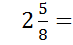 2 5/8 =